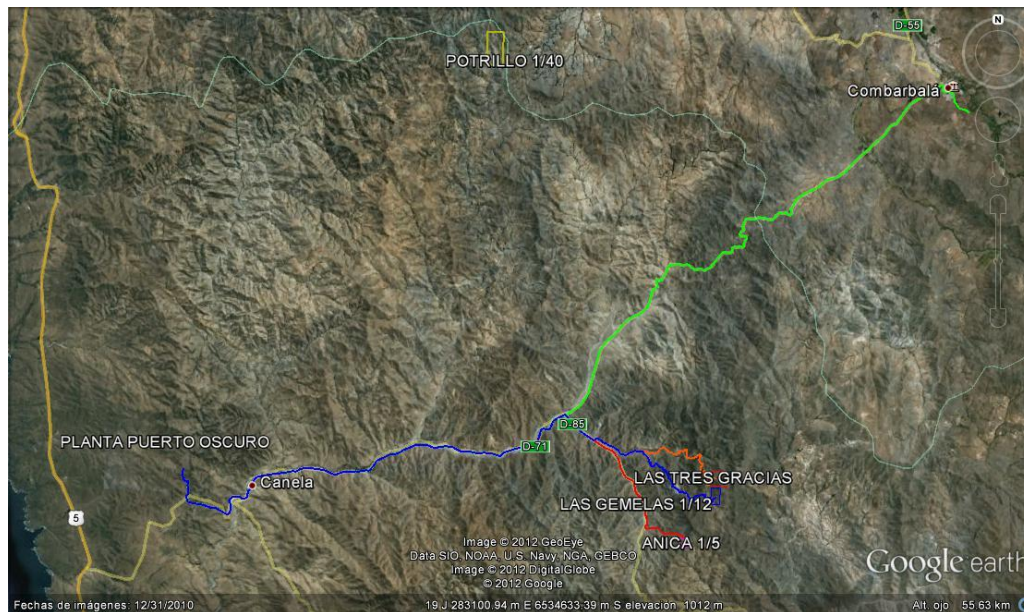 N
D-55
POTRILLO 1/40
Combarbalá
D-85
D-71
PLANTA PUERTO OSCURO
Canela
LAS TRES GRACIAS
LAS GEMELAS 1/12
5
ANICA 1/5
Image © 2012 GeoEye
Data SIO, NOAA, U.S. Navy, NGA, GEBCO
Image © 2012 DigitalGlobe
© 2012 Google
Google earth
Fechas de imágenes: 12/31/2010
19 J 283100.94 m E 6534633.39 m S elevación 1012 m
Alt. ojo 55.63 km